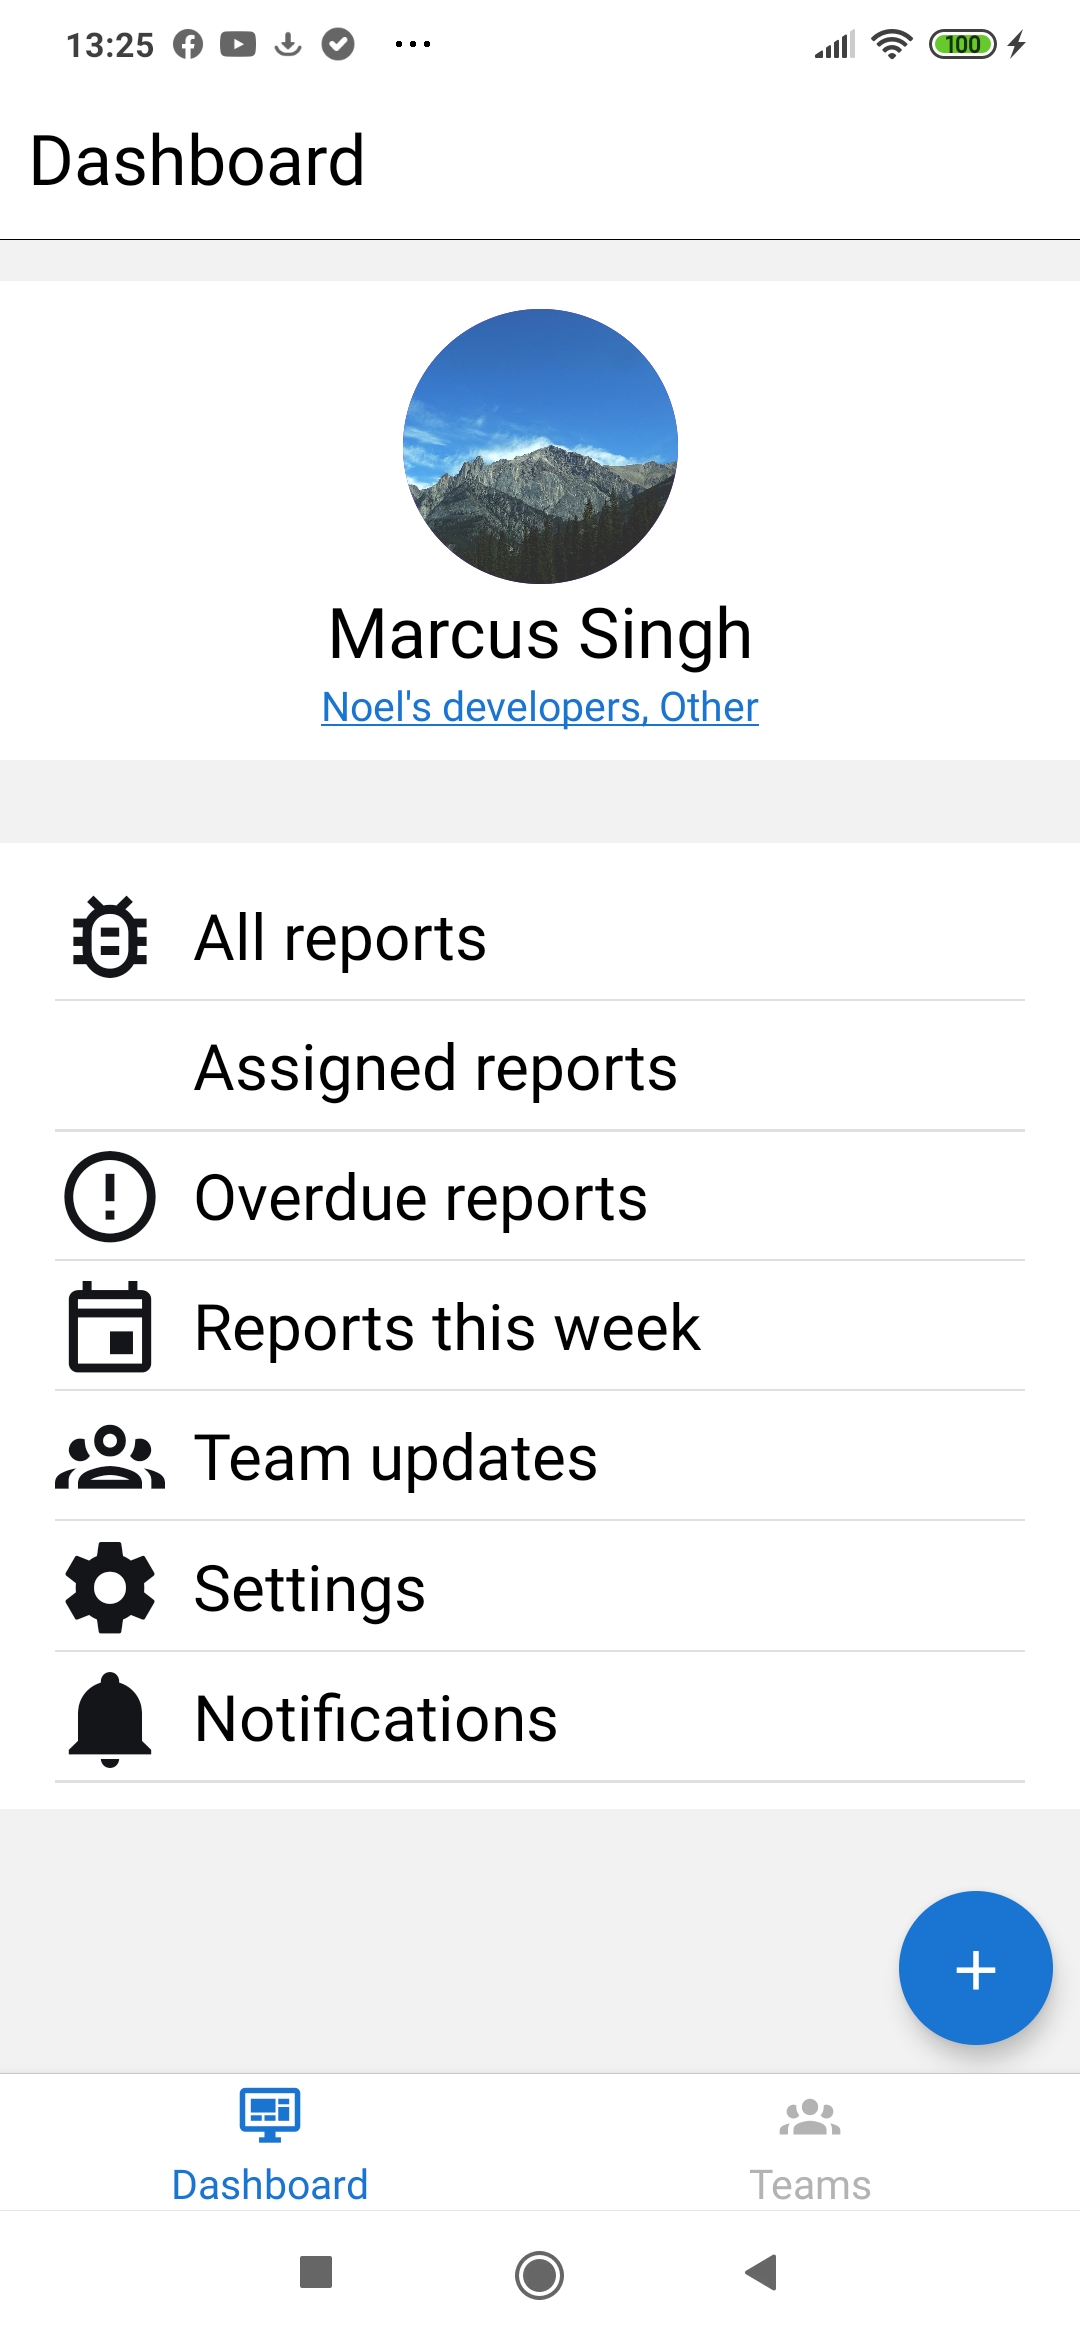 13:25
100
Dashboard
Marcus Singh
Noel's developers, Other
All reports
Assigned reports
Overdue reports
Reports this week
Team updates
Settings
Notifications
+
Dashboard
Teams